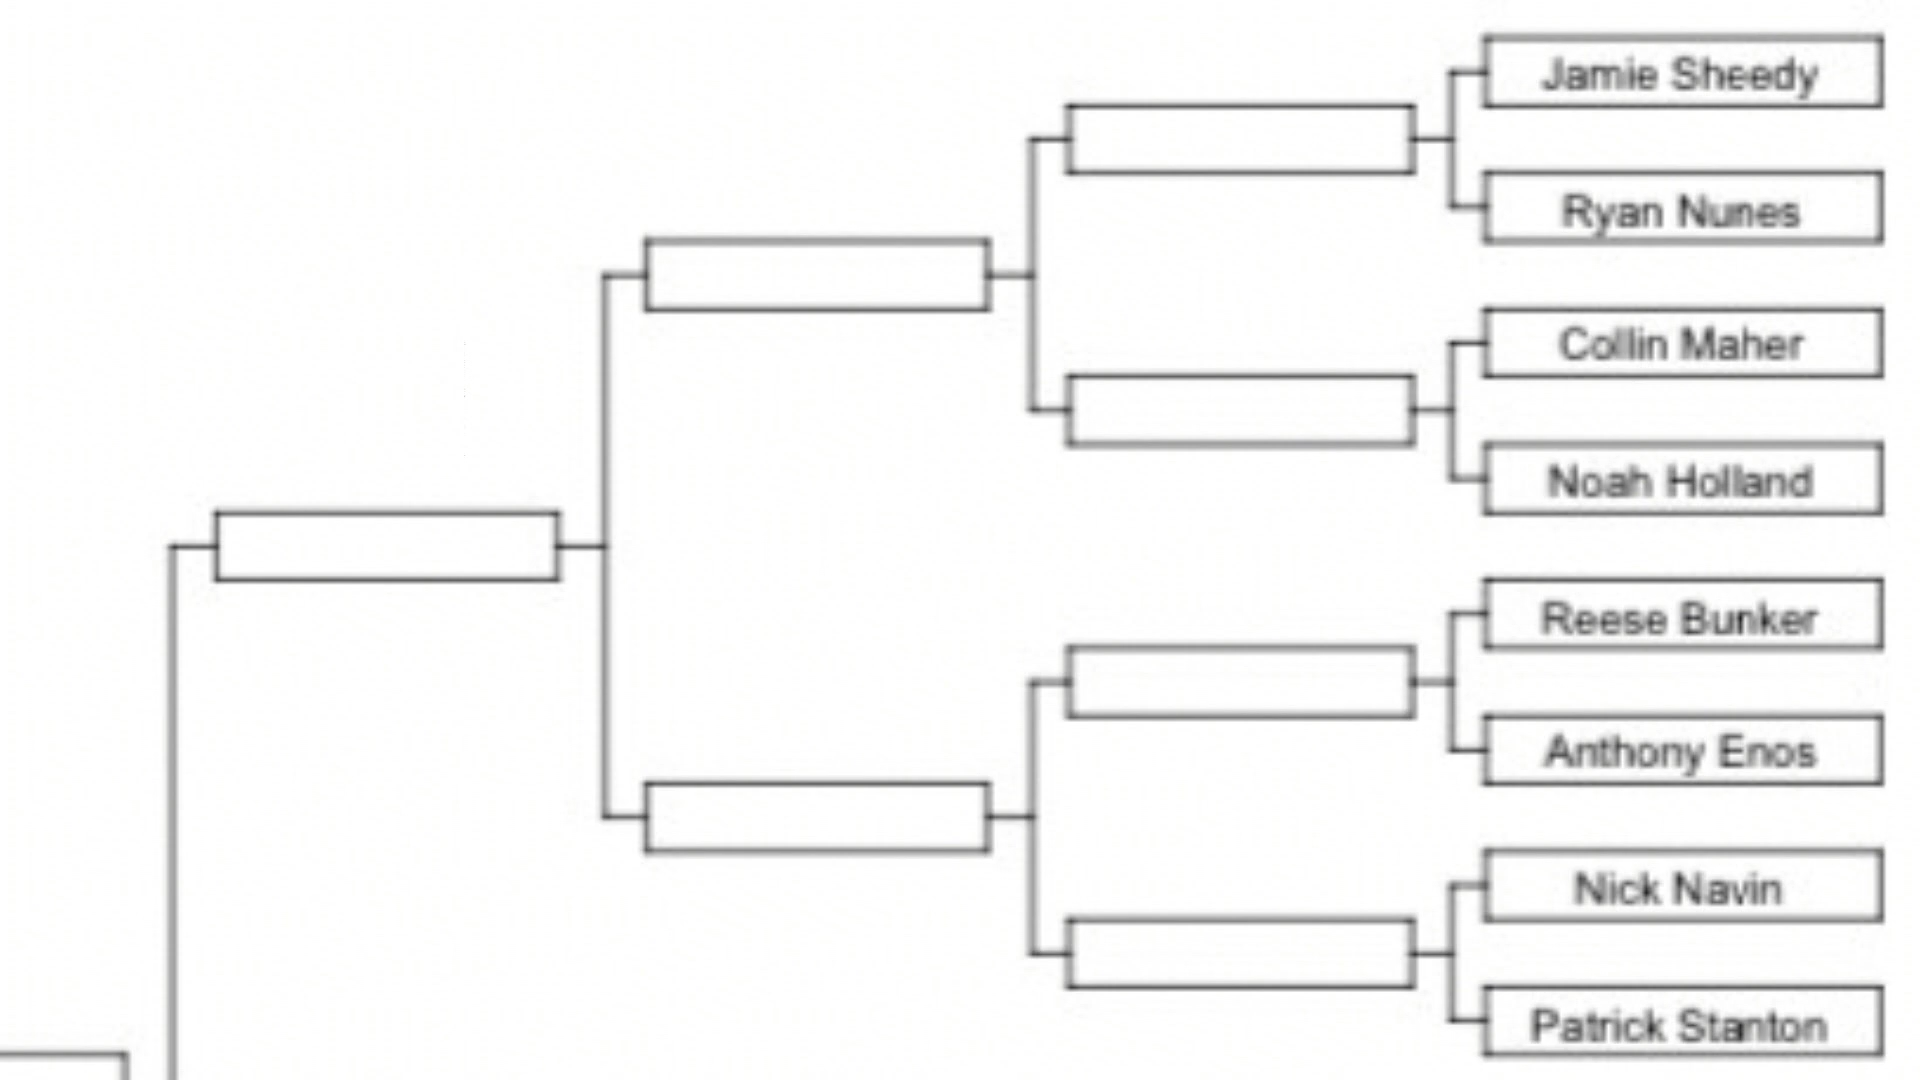 Jamie Sheedy
Ryan Nunes
Collin Maher
Noah Holland
Reese Bunker
Anthony Enos
Nick Navin
Patrick Stanton